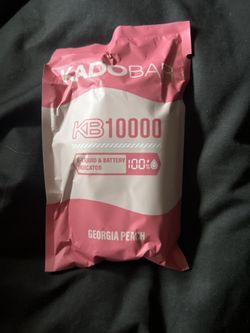 KADOBAR
KB10000
E-LIQUID & BATTERY
INDICATOR
100%
GEORGIA PEACH